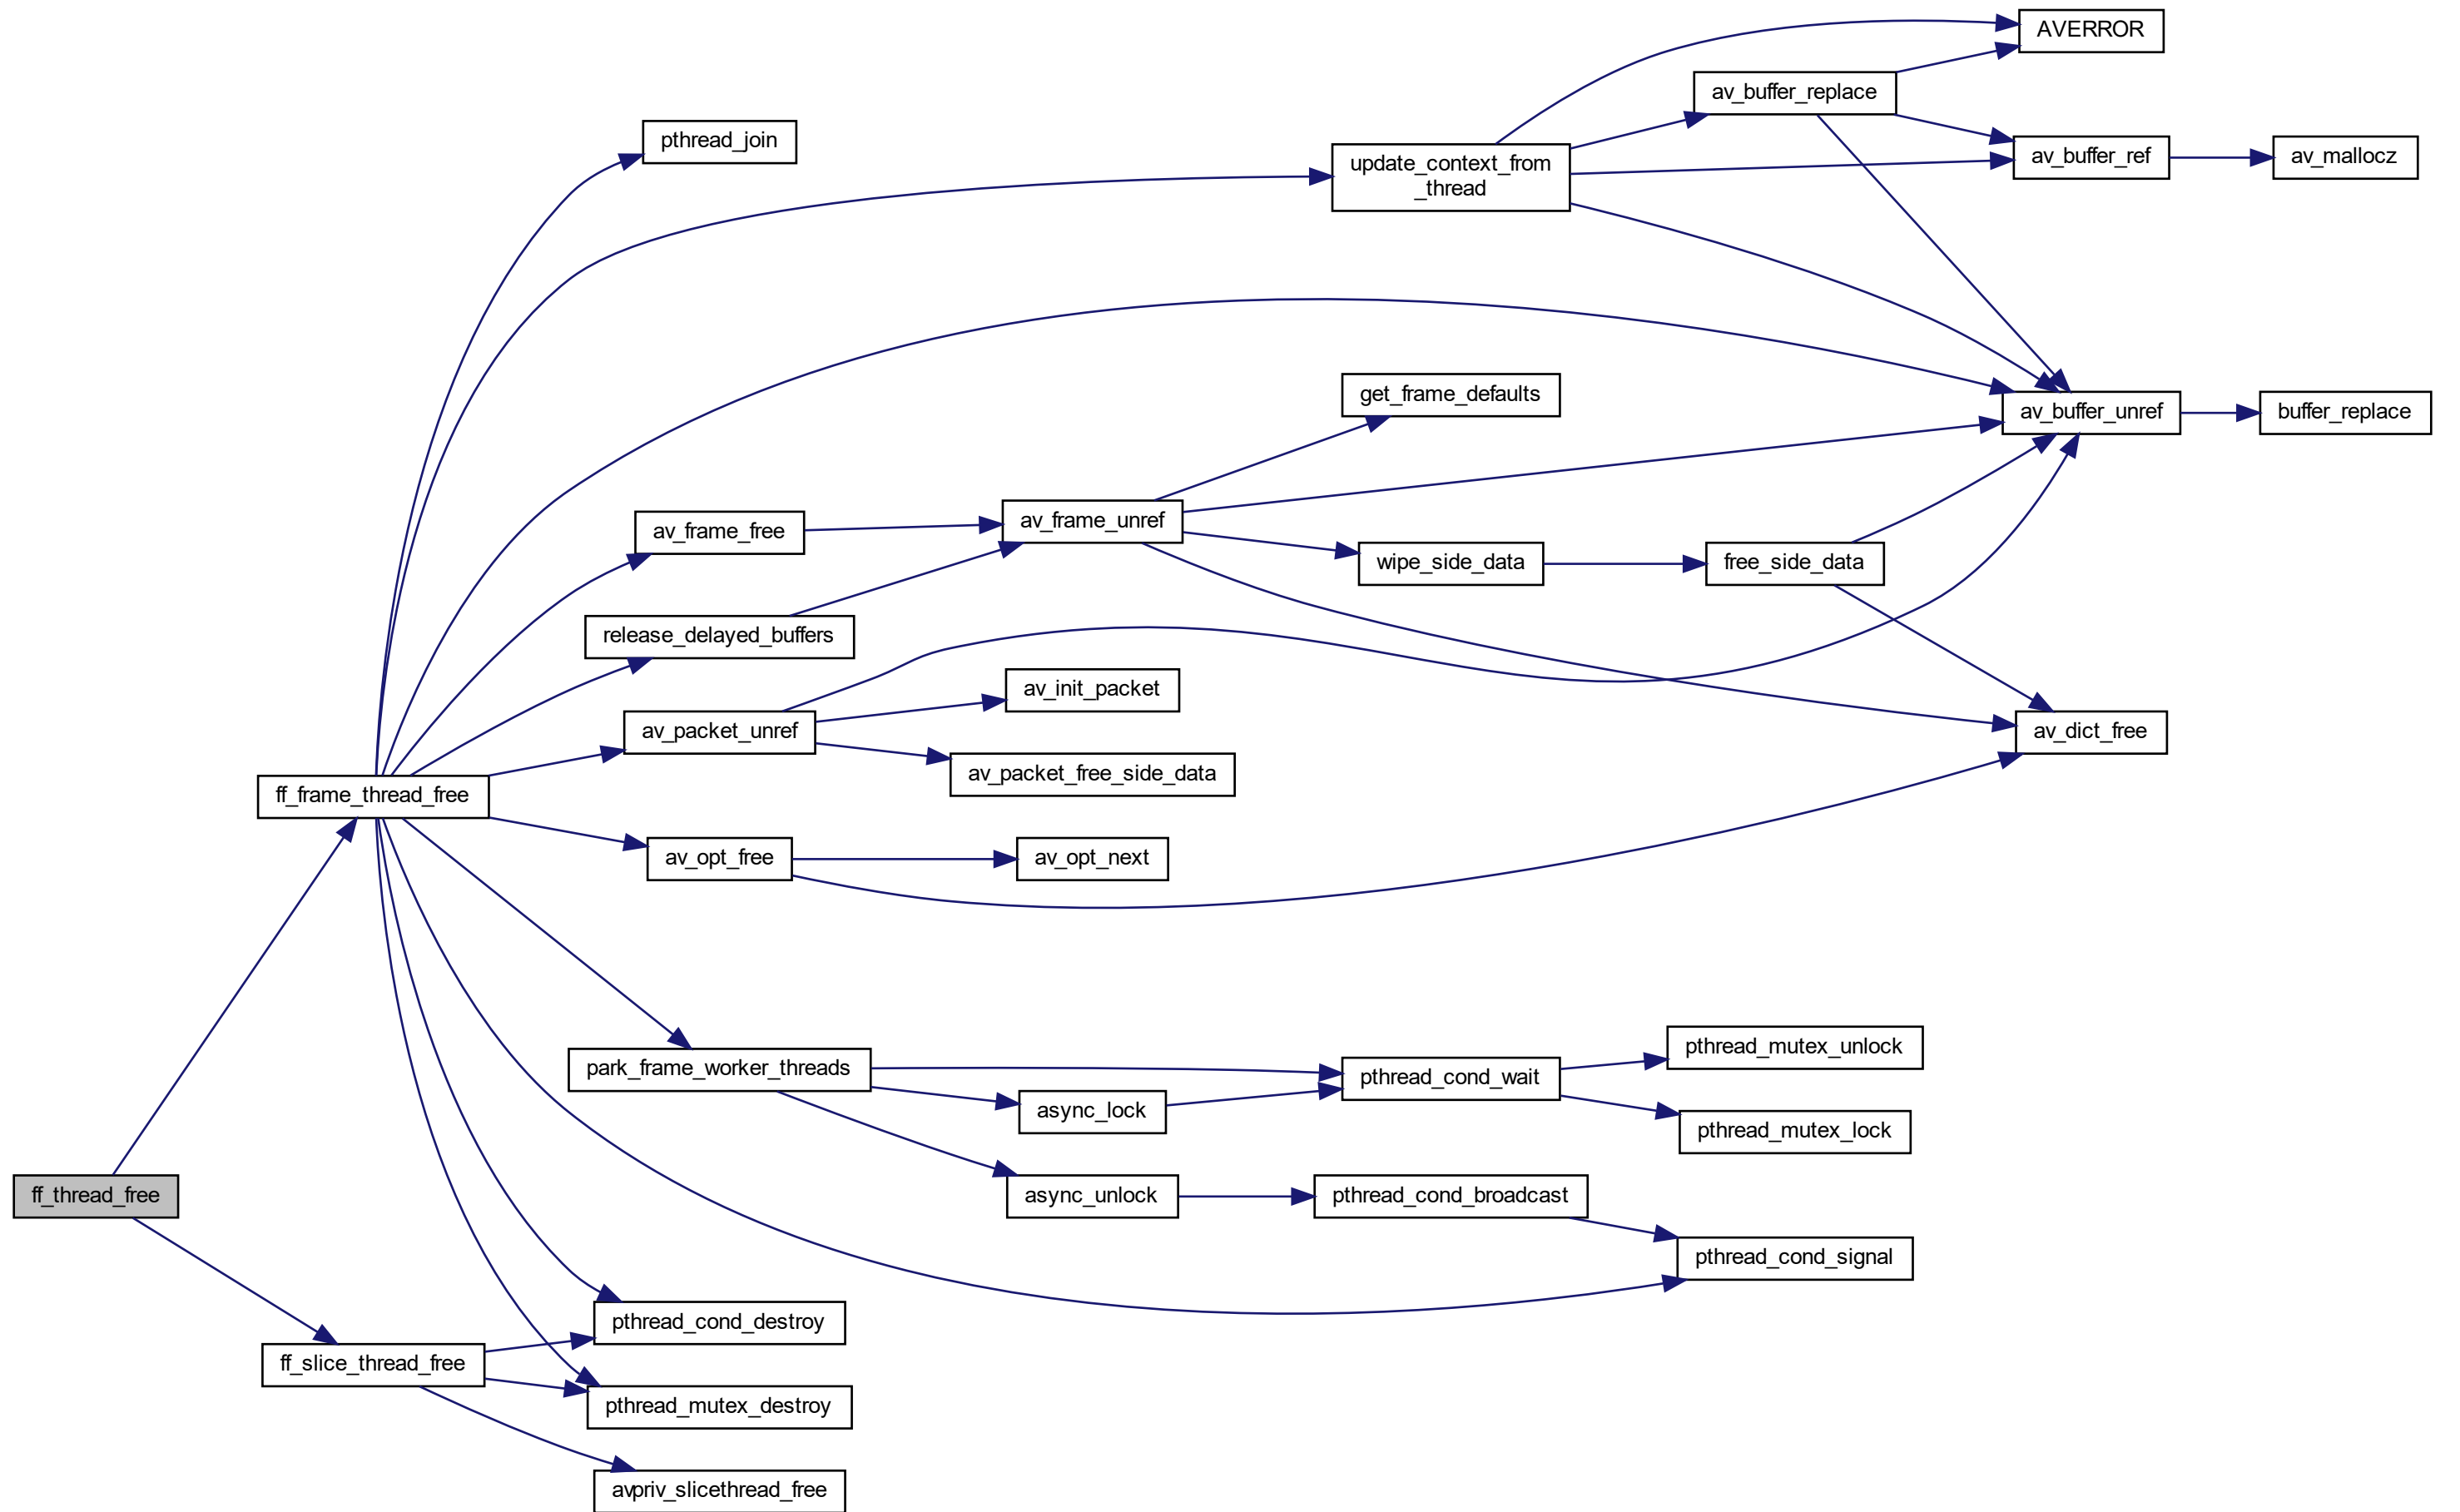 AVERROR
av_buffer_replace
pthread_join
update_context_from
_thread
av_buffer_ref
av_mallocz
get_frame_defaults
av_buffer_unref
buffer_replace
av_frame_free
av_frame_unref
wipe_side_data
free_side_data
release_delayed_buffers
av_init_packet
av_packet_unref
av_dict_free
av_packet_free_side_data
ff_frame_thread_free
av_opt_free
av_opt_next
park_frame_worker_threads
pthread_cond_wait
pthread_mutex_unlock
async_lock
pthread_mutex_lock
ff_thread_free
async_unlock
pthread_cond_broadcast
pthread_cond_signal
pthread_cond_destroy
ff_slice_thread_free
pthread_mutex_destroy
avpriv_slicethread_free